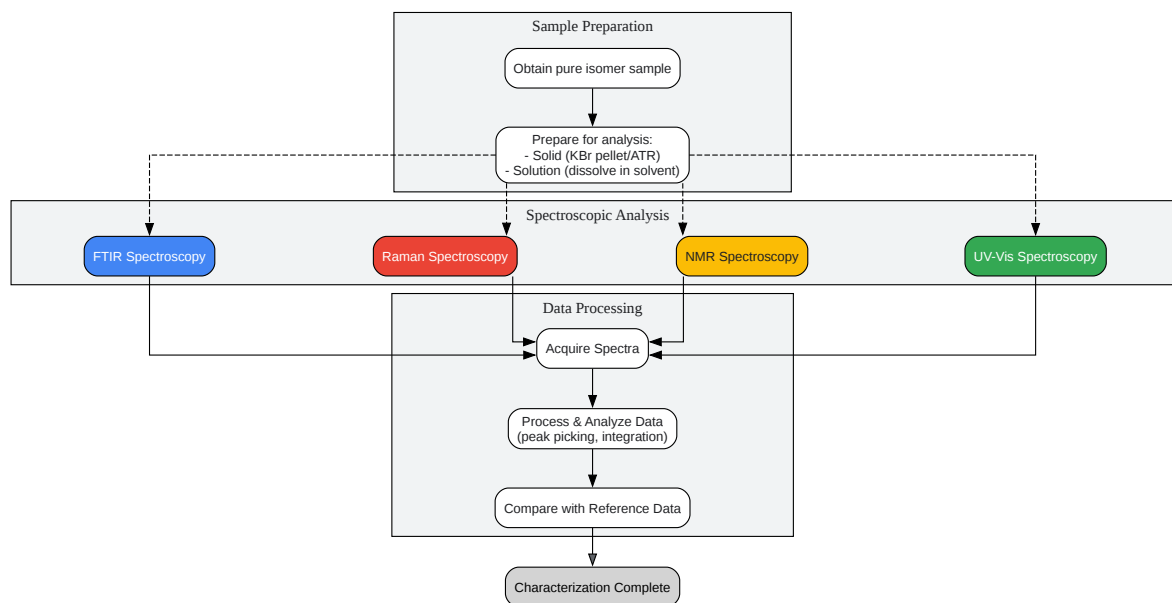 Sample Preparation
Obtain pure isomer sample
Prepare for analysis:
- Solid (KBr pellet/ATR)
- Solution (dissolve in solvent)
Spectroscopic Analysis
FTIR Spectroscopy
Raman Spectroscopy
NMR Spectroscopy
UV-Vis Spectroscopy
Data Processing
Acquire Spectra
Process & Analyze Data
(peak picking, integration)
Compare with Reference Data
Characterization Complete